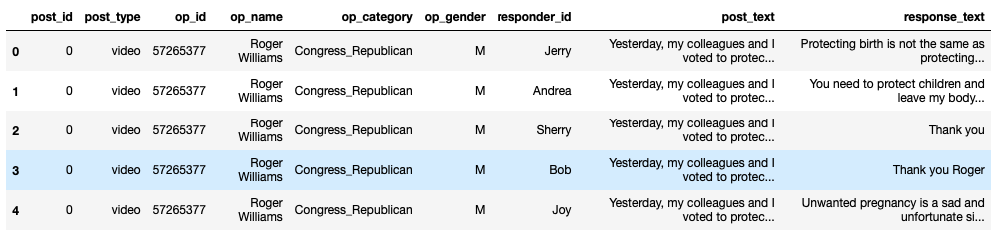 post_id post_type op_id op_name op_category op_gender responder_id post_text response_text
0 0 video 57265377 Roger Williams Congress_Republican M Jerry Yesterday, my colleagues and I voted to protec... Protecting birth is not the same as protecting...
1 0 video 57265377 Roger Williams Congress_Republican M Andrea Yesterday, my colleagues and I voted to protec... You need to protect children and leave my body...
2 0 video 57265377 Roger Williams Congress_Republican M Sherry Yesterday, my colleagues and I voted to protec... Thank you
3 0 video 57265377 Roger Williams Congress_Republican M Bob Yesterday, my colleagues and I voted to protec... Thank you Roger
4 0 video 57265377 Roger Williams Congress_Republican M Joy Yesterday, my colleagues and I voted to protec... Unwanted pregnancy is a sad and unfortunate si...